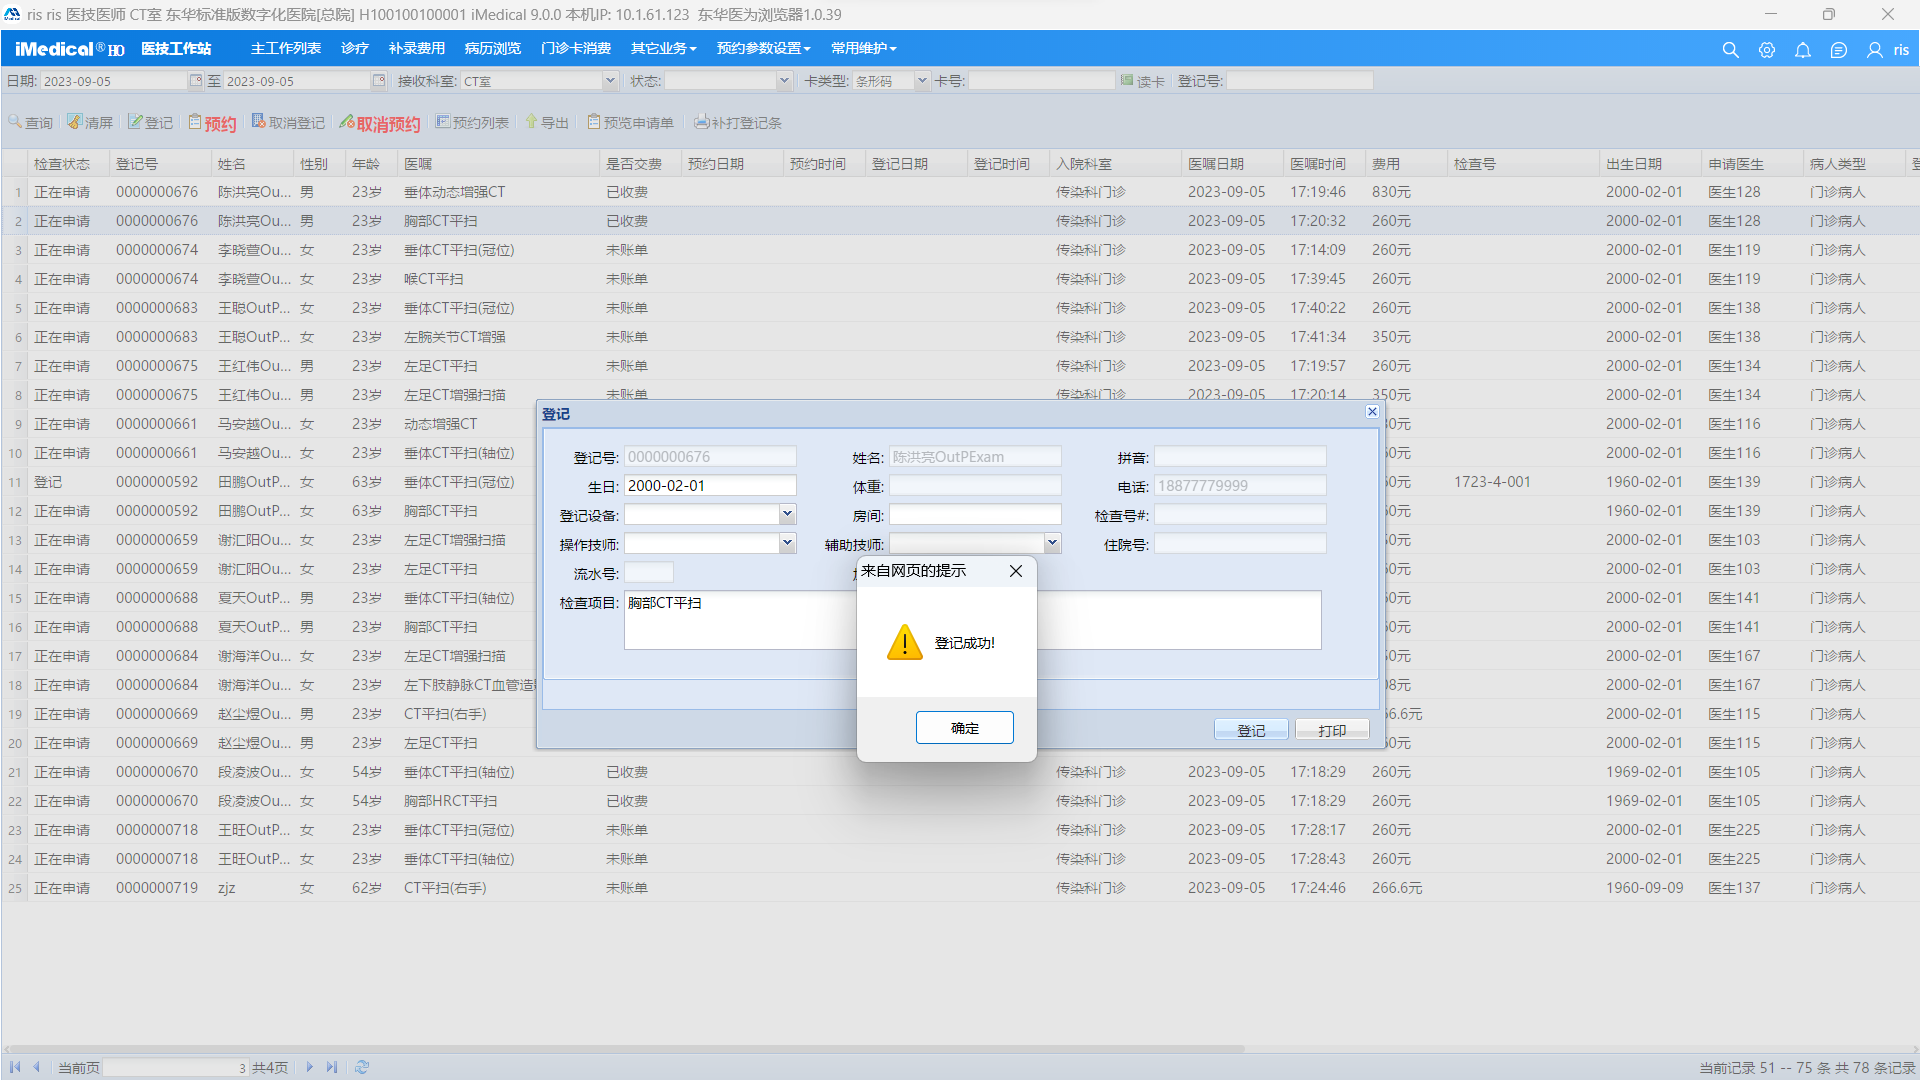 ris ris 医技医师 CT室 东华标准版数字化医院[总院] H100100100001 iMedical 9.0.0 本机IP: 10.1.61.123 东华医为浏览器1.0.39
iMedical® HO 医技工作站 主工作列表 诊疗 补录费用 病历浏览 门诊卡消费 其它业务 预约参数设置 常用维护 ris
日期: 2023-09-05 至 2023-09-05 接收科室: CT室 状态: 卡类型: 条形码 卡号: 读卡 登记号:
查询 清屏 登记 预约 取消登记 取消预约 预约列表 导出 预览申请单 补打登记条
检查状态 登记号 姓名 性别 年龄 医嘱 是否交费 预约日期 预约时间 登记日期 登记时间 入院科室 医嘱日期 医嘱时间 费用 检查号 出生日期 申请医生 病人类型
1 正在申请 0000000676 陈洪亮Ou... 男 23岁 垂体动态增强CT 已收费 传染科门诊 2023-09-05 17:19:46 830元 2000-02-01 医生128 门诊病人
2 正在申请 0000000676 陈洪亮Ou... 男 23岁 胸部CT平扫 已收费 传染科门诊 2023-09-05 17:20:32 260元 2000-02-01 医生128 门诊病人
3 正在申请 0000000674 李晓萱Ou... 女 23岁 垂体CT平扫(冠位) 未账单 传染科门诊 2023-09-05 17:14:09 260元 2000-02-01 医生119 门诊病人
4 正在申请 0000000674 李晓萱Ou... 女 23岁 喉CT平扫 未账单 传染科门诊 2023-09-05 17:39:45 260元 2000-02-01 医生119 门诊病人
5 正在申请 0000000683 王聪OutP... 女 23岁 垂体CT平扫(冠位) 未账单 传染科门诊 2023-09-05 17:40:22 260元 2000-02-01 医生138 门诊病人
6 正在申请 0000000683 王聪OutP... 女 23岁 左腕关节CT增强 未账单 传染科门诊 2023-09-05 17:41:34 350元 2000-02-01 医生138 门诊病人
7 正在申请 0000000675 王红伟Ou... 男 23岁 左足CT平扫 未账单 传染科门诊 2023-09-05 17:19:57 260元 2000-02-01 医生134 门诊病人
8 正在申请 0000000675 王红伟Ou... 男 23岁 左足CT增强扫描 未账单 传染科门诊 2023-09-05 17:20:14 350元 2000-02-01 医生134 门诊病人
9 正在申请 0000000661 马安越Ou... 女 23岁 动态增强CT 0元 2000-02-01 医生116 门诊病人
10 正在申请 0000000661 马安越Ou... 女 23岁 垂体CT平扫(轴位) 0元 2000-02-01 医生116 门诊病人
11 登记 0000000592 田鹏OutP... 女 63岁 垂体CT平扫(冠位) 0元 1723-4-001 1960-02-01 医生139 门诊病人
12 正在申请 0000000592 田鹏OutP... 女 63岁 胸部CT平扫 0元 1960-02-01 医生139 门诊病人
13 正在申请 0000000659 谢汇阳Ou... 女 23岁 左足CT增强扫描 0元 2000-02-01 医生103 门诊病人
14 正在申请 0000000659 谢汇阳Ou... 女 23岁 左足CT平扫 0元 2000-02-01 医生103 门诊病人
15 正在申请 0000000688 夏天OutP... 男 23岁 垂体CT平扫(轴位) 0元 2000-02-01 医生141 门诊病人
16 正在申请 0000000688 夏天OutP... 男 23岁 胸部CT平扫 0元 2000-02-01 医生141 门诊病人
17 正在申请 0000000684 谢海洋Ou... 女 23岁 左足CT增强扫描 0元 2000-02-01 医生167 门诊病人
18 正在申请 0000000684 谢海洋Ou... 女 23岁 左下肢静脉CT血管造 8元 2000-02-01 医生167 门诊病人
19 正在申请 0000000669 赵尘煜Ou... 男 23岁 CT平扫(右手) 6.6元 2000-02-01 医生115 门诊病人
20 正在申请 0000000669 赵尘煜Ou... 男 23岁 左足CT平扫 0元 2000-02-01 医生115 门诊病人
21 正在申请 0000000670 段凌波Ou... 女 54岁 垂体CT平扫(轴位) 已收费 传染科门诊 2023-09-05 17:18:29 260元 1969-02-01 医生105 门诊病人
22 正在申请 0000000670 段凌波Ou... 女 54岁 胸部HRCT平扫 已收费 传染科门诊 2023-09-05 17:18:29 260元 1969-02-01 医生105 门诊病人
23 正在申请 0000000718 王旺OutP... 女 23岁 垂体CT平扫(冠位) 未账单 传染科门诊 2023-09-05 17:28:17 260元 2000-02-01 医生225 门诊病人
24 正在申请 0000000718 王旺OutP... 女 23岁 垂体CT平扫(轴位) 未账单 传染科门诊 2023-09-05 17:28:43 260元 2000-02-01 医生225 门诊病人
25 正在申请 0000000719 zjz 女 62岁 CT平扫(右手) 未账单 传染科门诊 2023-09-05 17:24:46 266.6元 1960-09-09 医生137 门诊病人
登记
登记号: 0000000676 姓名: 陈洪亮OutPExam 拼音:
生日: 2000-02-01 体重: 电话: 18877779999
登记设备: 房间: 检查号#:
操作技师: 辅助技师: 住院号:
流水号:
检查项目: 胸部CT平扫
登记 打印
来自网页的提示
登记成功!
确定
当前页 3 共4页 当前记录 51 -- 75 条 共 78 条记录